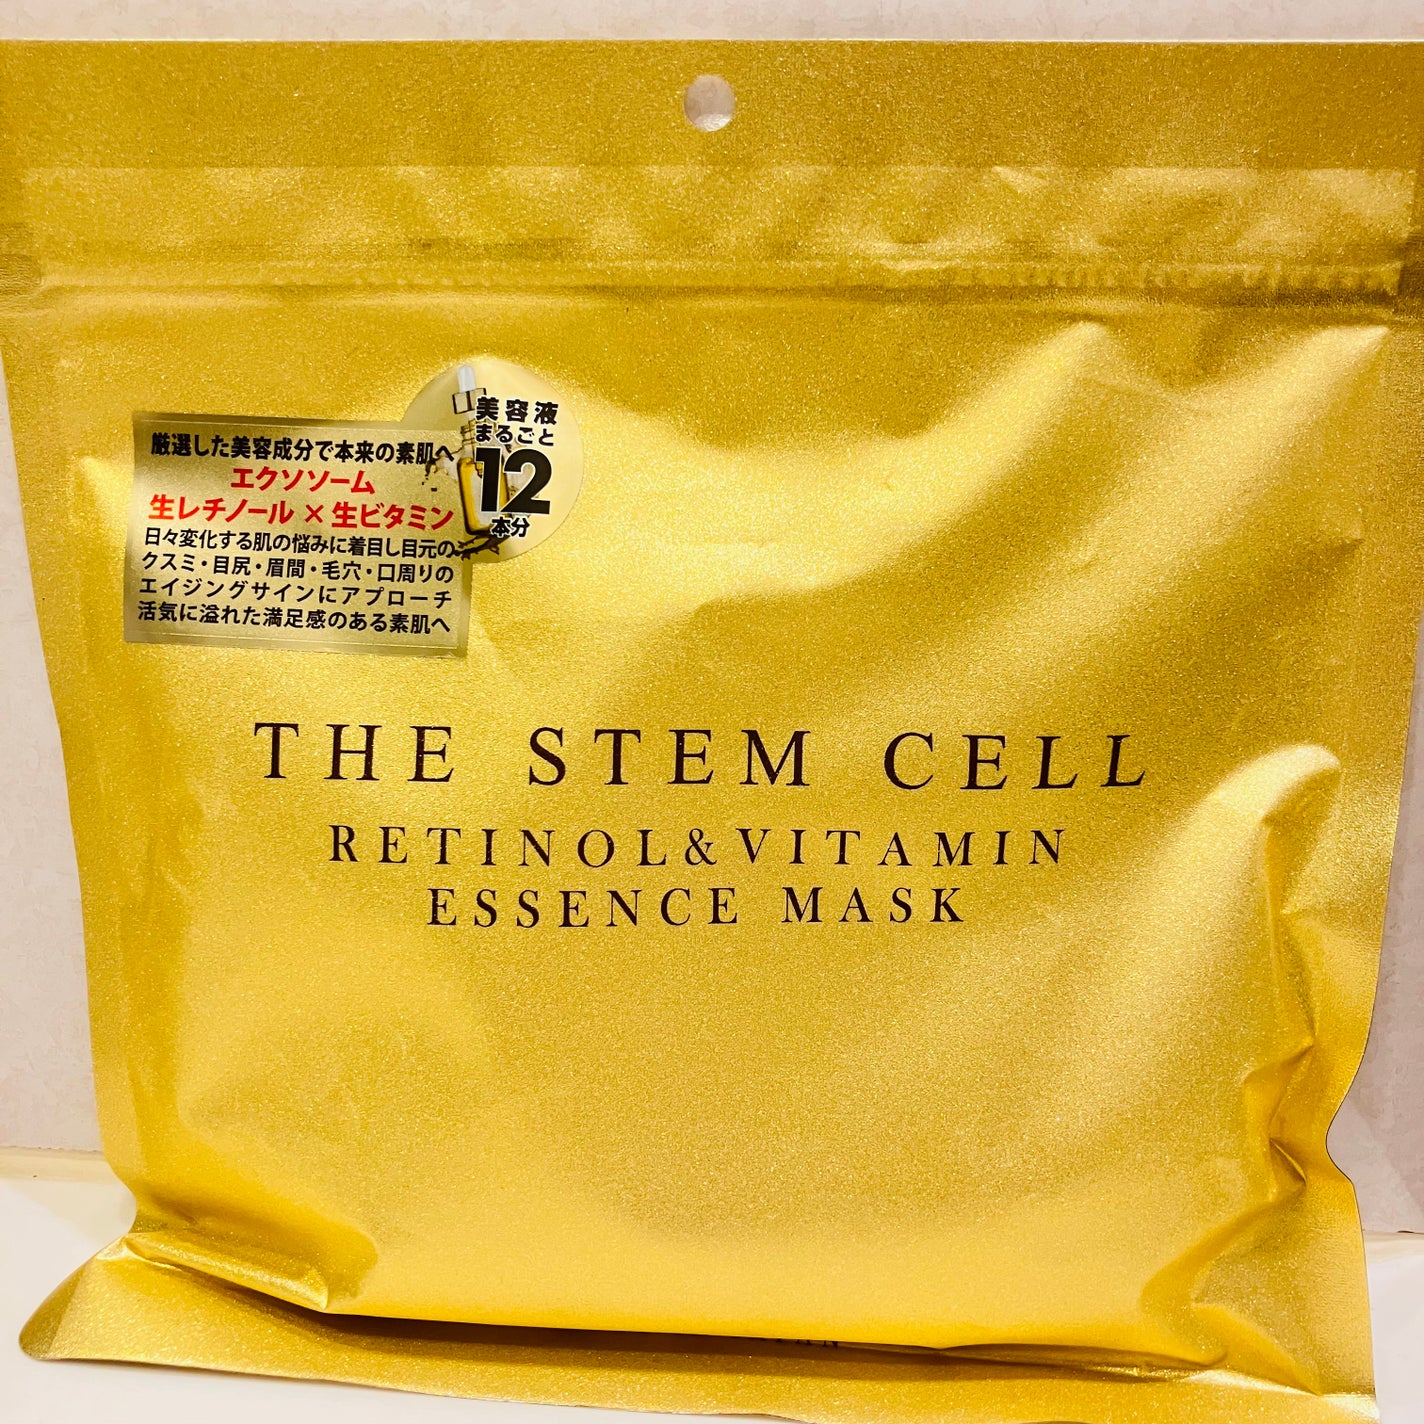 美容液
まるごと
12
本分
厳選した美容成分で本来の素肌へ
エクソソーム
生レチノール×生ビタミン
日々変化する肌の悩みに着目し目元の
クスミ・目尻・眉間・毛穴・口周りの
エイジングサインにアプローチ
活気に溢れた満足感のある素肌へ
THE STEM CELL
RETINOL&VITAMIN
ESSENCE MASK